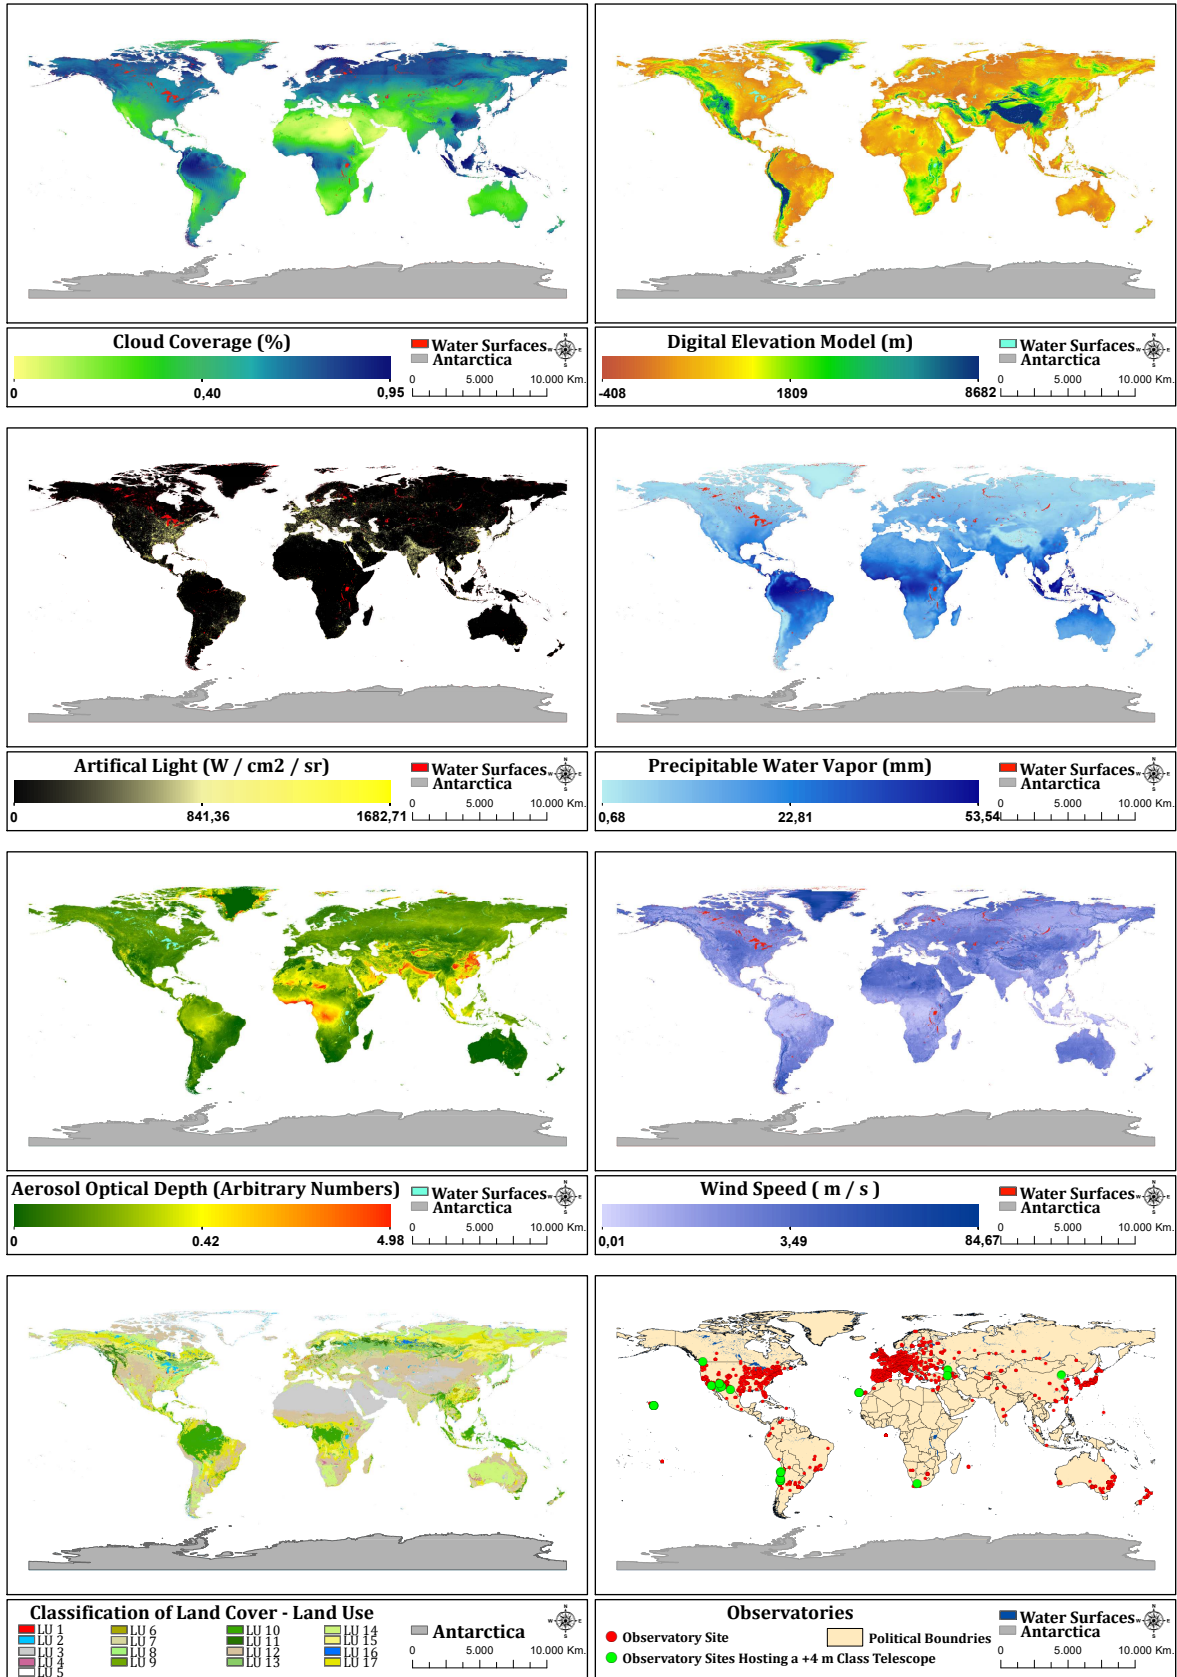 Cloud Coverage (%)
0 0,40 0,95
Water Surfaces
Antarctica
N
W E
S
0 5.000 10.000 Km.
Digital Elevation Model (m)
-408 1809 8682
Water Surfaces
Antarctica
N
W E
S
0 5.000 10.000 Km.
Artifical Light (W / cm2 / sr)
0 841,36 1682,71
Water Surfaces
Antarctica
N
W E
S
0 5.000 10.000 Km.
Precipitable Water Vapor (mm)
0,68 22,81 53,54
Water Surfaces
Antarctica
N
W E
S
0 5.000 10.000 Km.
Aerosol Optical Depth (Arbitrary Numbers)
0 0.42 4.98
Water Surfaces
Antarctica
N
W E
S
0 5.000 10.000 Km.
Wind Speed ( m / s )
0,01 3,49 84,67
Water Surfaces
Antarctica
N
W E
S
0 5.000 10.000 Km.
Classification of Land Cover - Land Use
LU 1 LU 6 LU 10 LU 14
LU 2 LU 7 LU 11 LU 15
LU 3 LU 8 LU 12 LU 16
LU 4 LU 9 LU 13 LU 17
LU 5
Antarctica
N
W E
S
0 5.000 10.000 Km.
Observatories
Observatory Site
Political Boundries
Observatory Sites Hosting a +4 m Class Telescope
Water Surfaces
Antarctica
N
W E
S
0 5.000 10.000 Km.